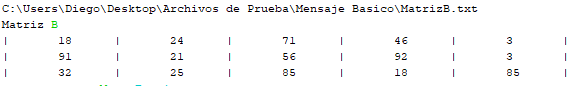 C:\Users\Diego\Desktop\Archivos de Prueba\Mensaje Basico\MatrizB.txt
Matriz B
| 18 | 24 | 71 | 46 | 3 |
| 91 | 21 | 56 | 92 | 3 |
| 32 | 25 | 85 | 18 | 85 |